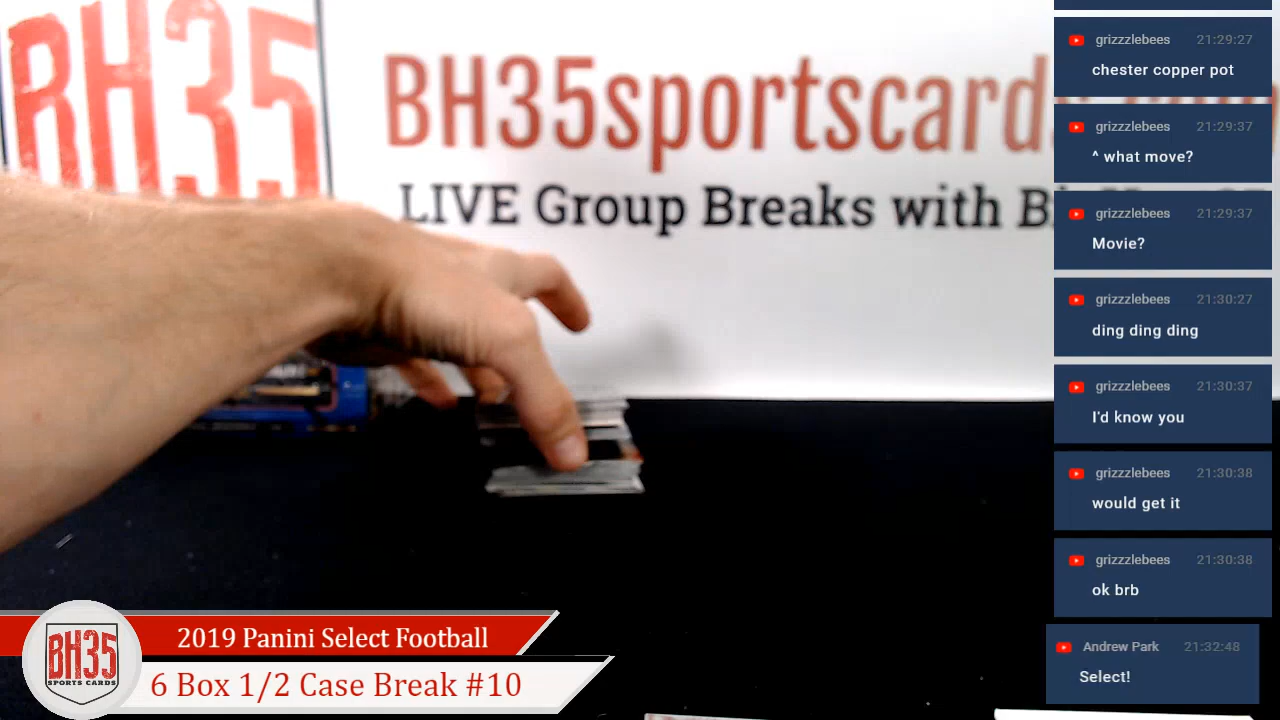 BH35
BH35sportscard
LIVE Group Breaks with
grizzzlebees 21:29:27
chester copper pot
grizzzlebees 21:29:37
^ what move?
grizzzlebees 21:29:37
Movie?
grizzzlebees 21:30:27
ding ding ding
grizzzlebees 21:30:37
I'd know you
grizzzlebees 21:30:38
would get it
grizzzlebees 21:30:38
ok brb
Andrew Park 21:32:48
Select!
BH35
SPORTS CARDS
2019 Panini Select Football
6 Box 1/2 Case Break #10